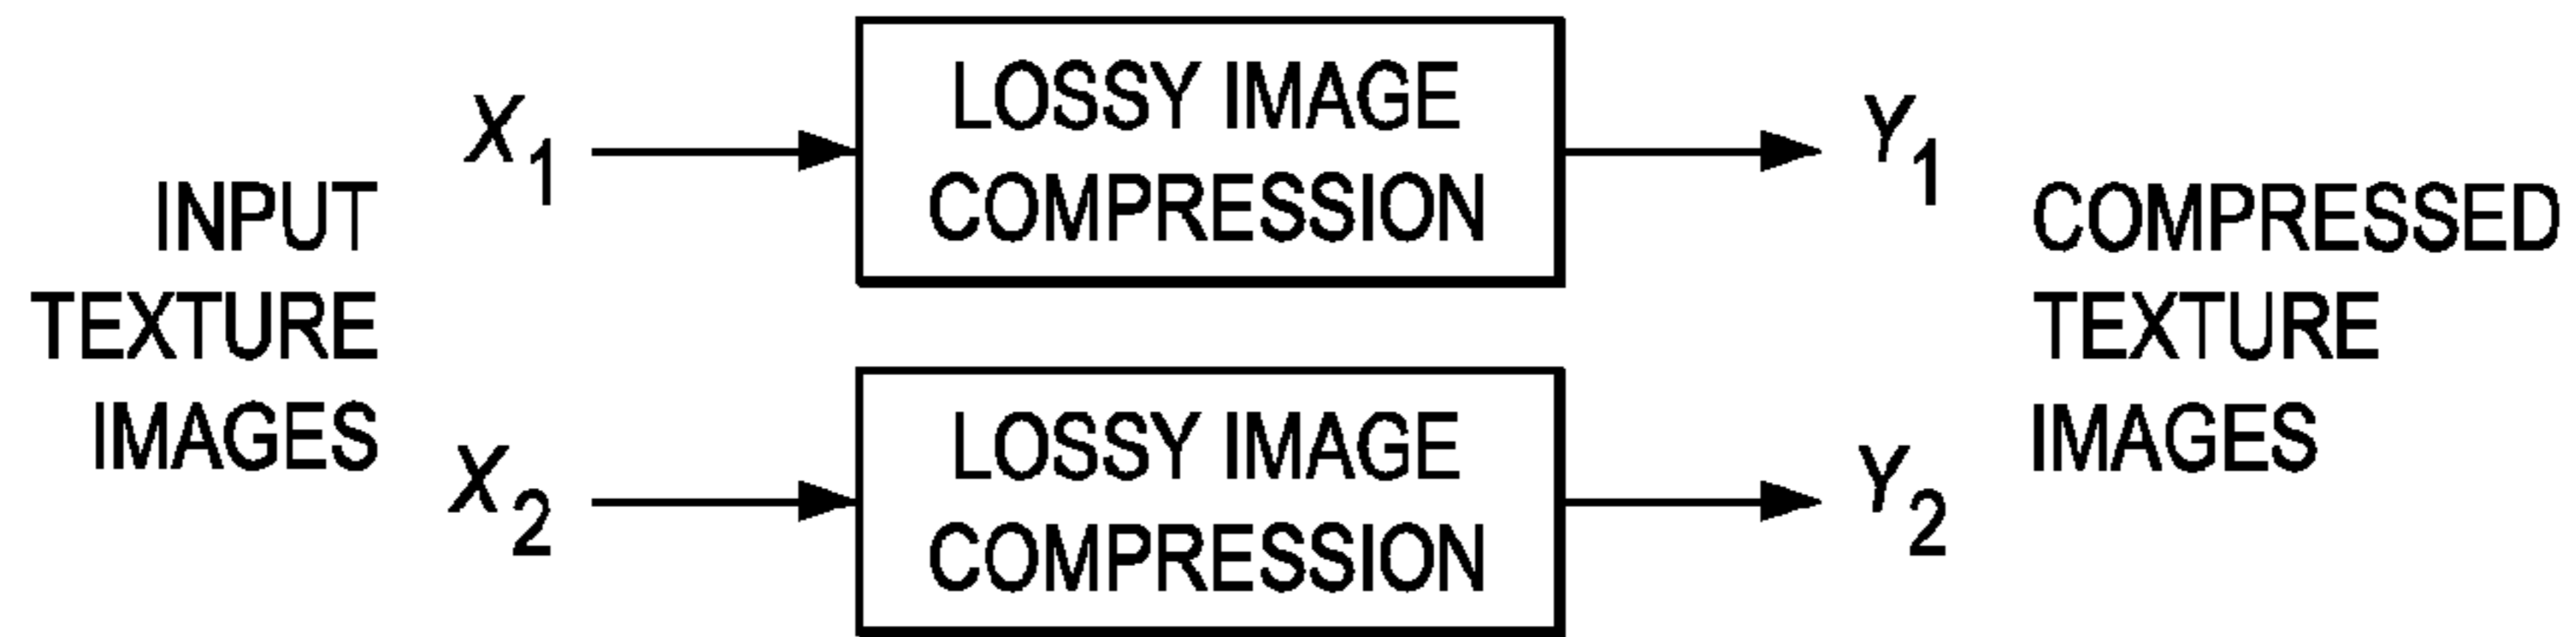 INPUT
TEXTURE
IMAGES
X1
LOSSY IMAGE
COMPRESSION
Y1
X2
LOSSY IMAGE
COMPRESSION
Y2
COMPRESSED
TEXTURE
IMAGES